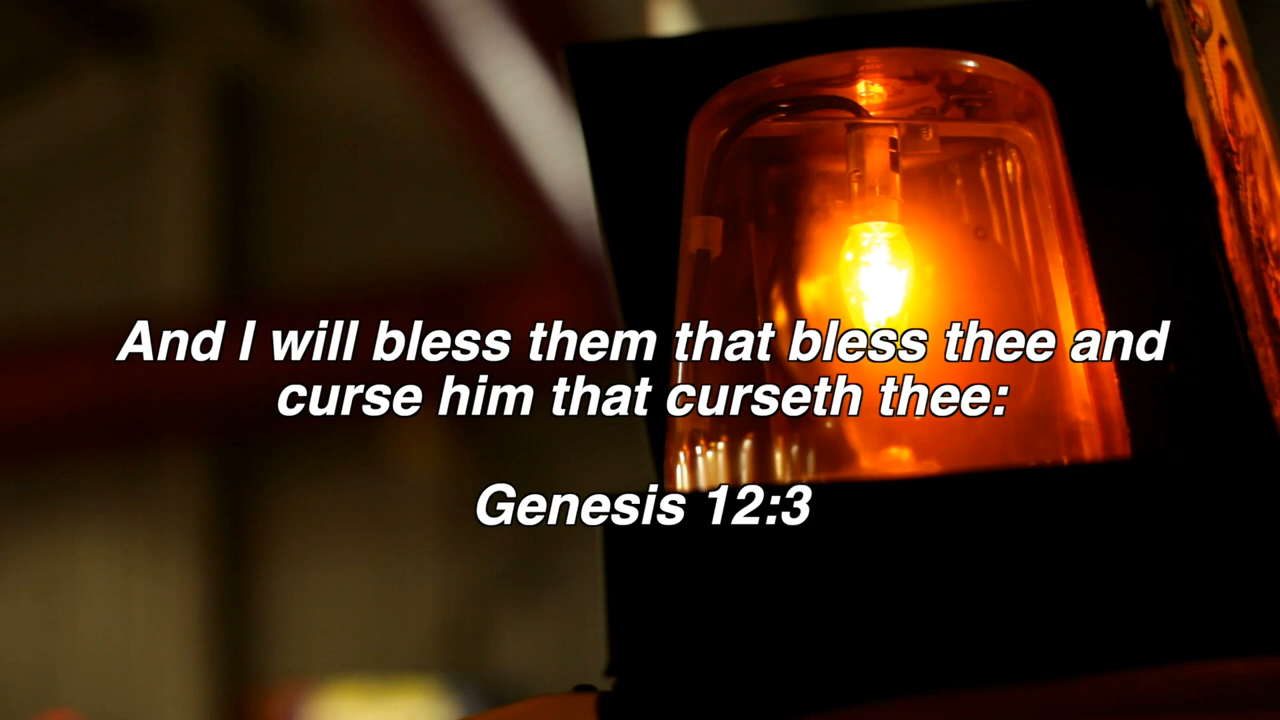 And I will bless them that bless thee and
curse him that curseth thee:
Genesis 12:3